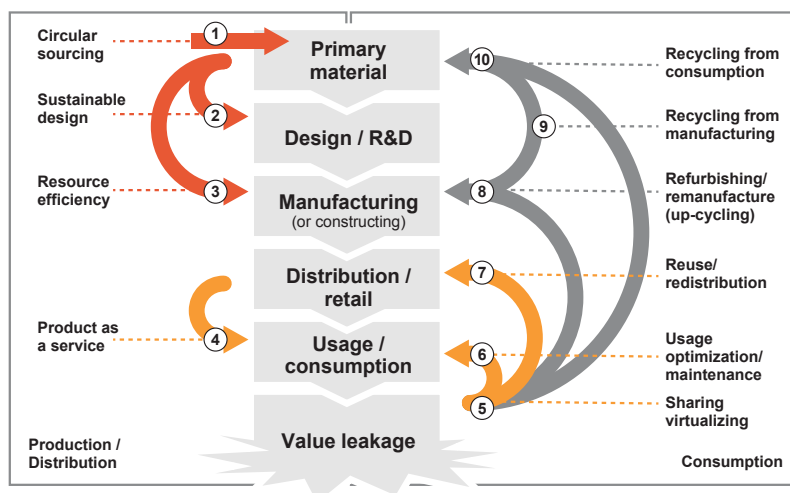 Circular
sourcing
1
Sustainable
design
2
Resource
efficiency
3
Product as
a service
4
Production /
Distribution
Primary
material
Design / R&D
Manufacturing
(or constructing)
Distribution /
retail
Usage /
consumption
Value leakage
10
Recycling from
consumption
9
Recycling from
manufacturing
8
Refurbishing/
remanufacture
(up-cycling)
7
Reuse/
redistribution
6
Usage
optimization/
maintenance
5
Sharing
virtualizing
Consumption